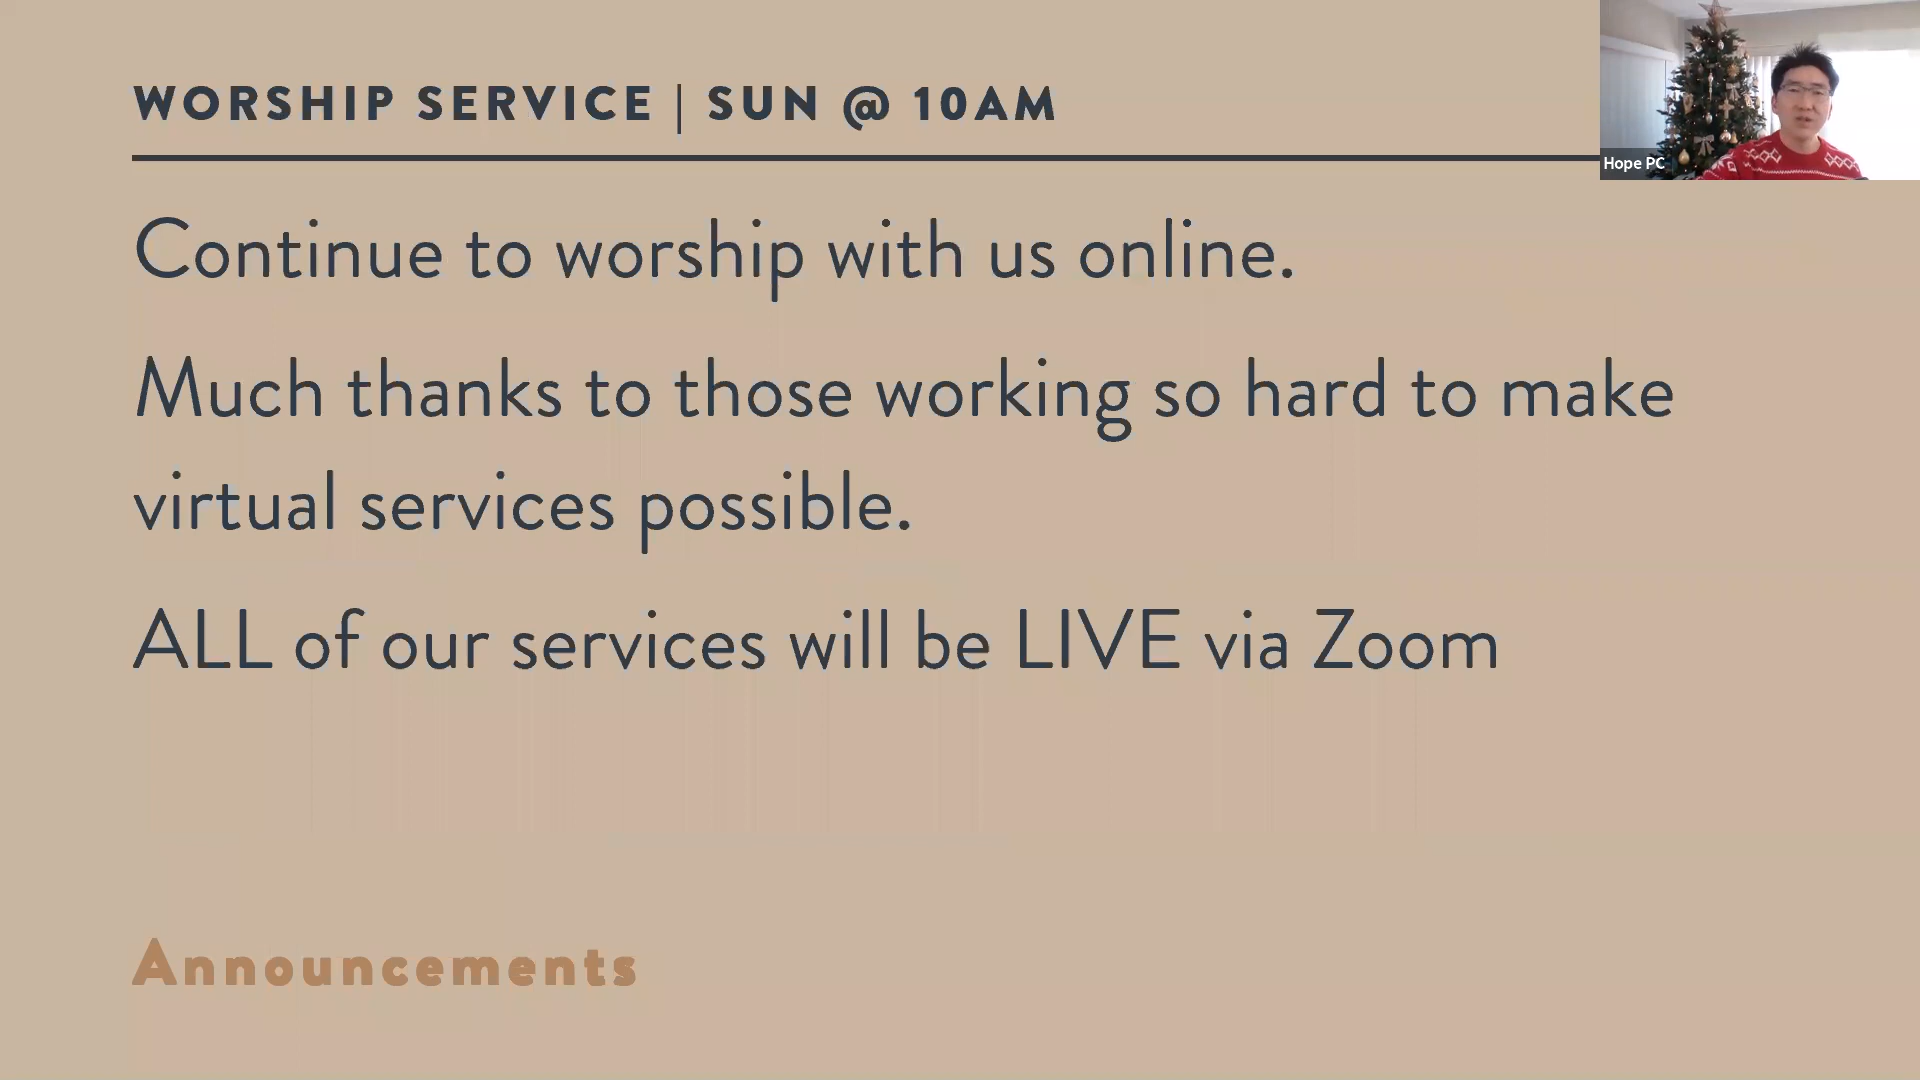 WORSHIP SERVICE | SUN @ 10AM
Hope PC
Continue to worship with us online.
Much thanks to those working so hard to make
virtual services possible.
ALL of our services will be LIVE via Zoom
Announcements